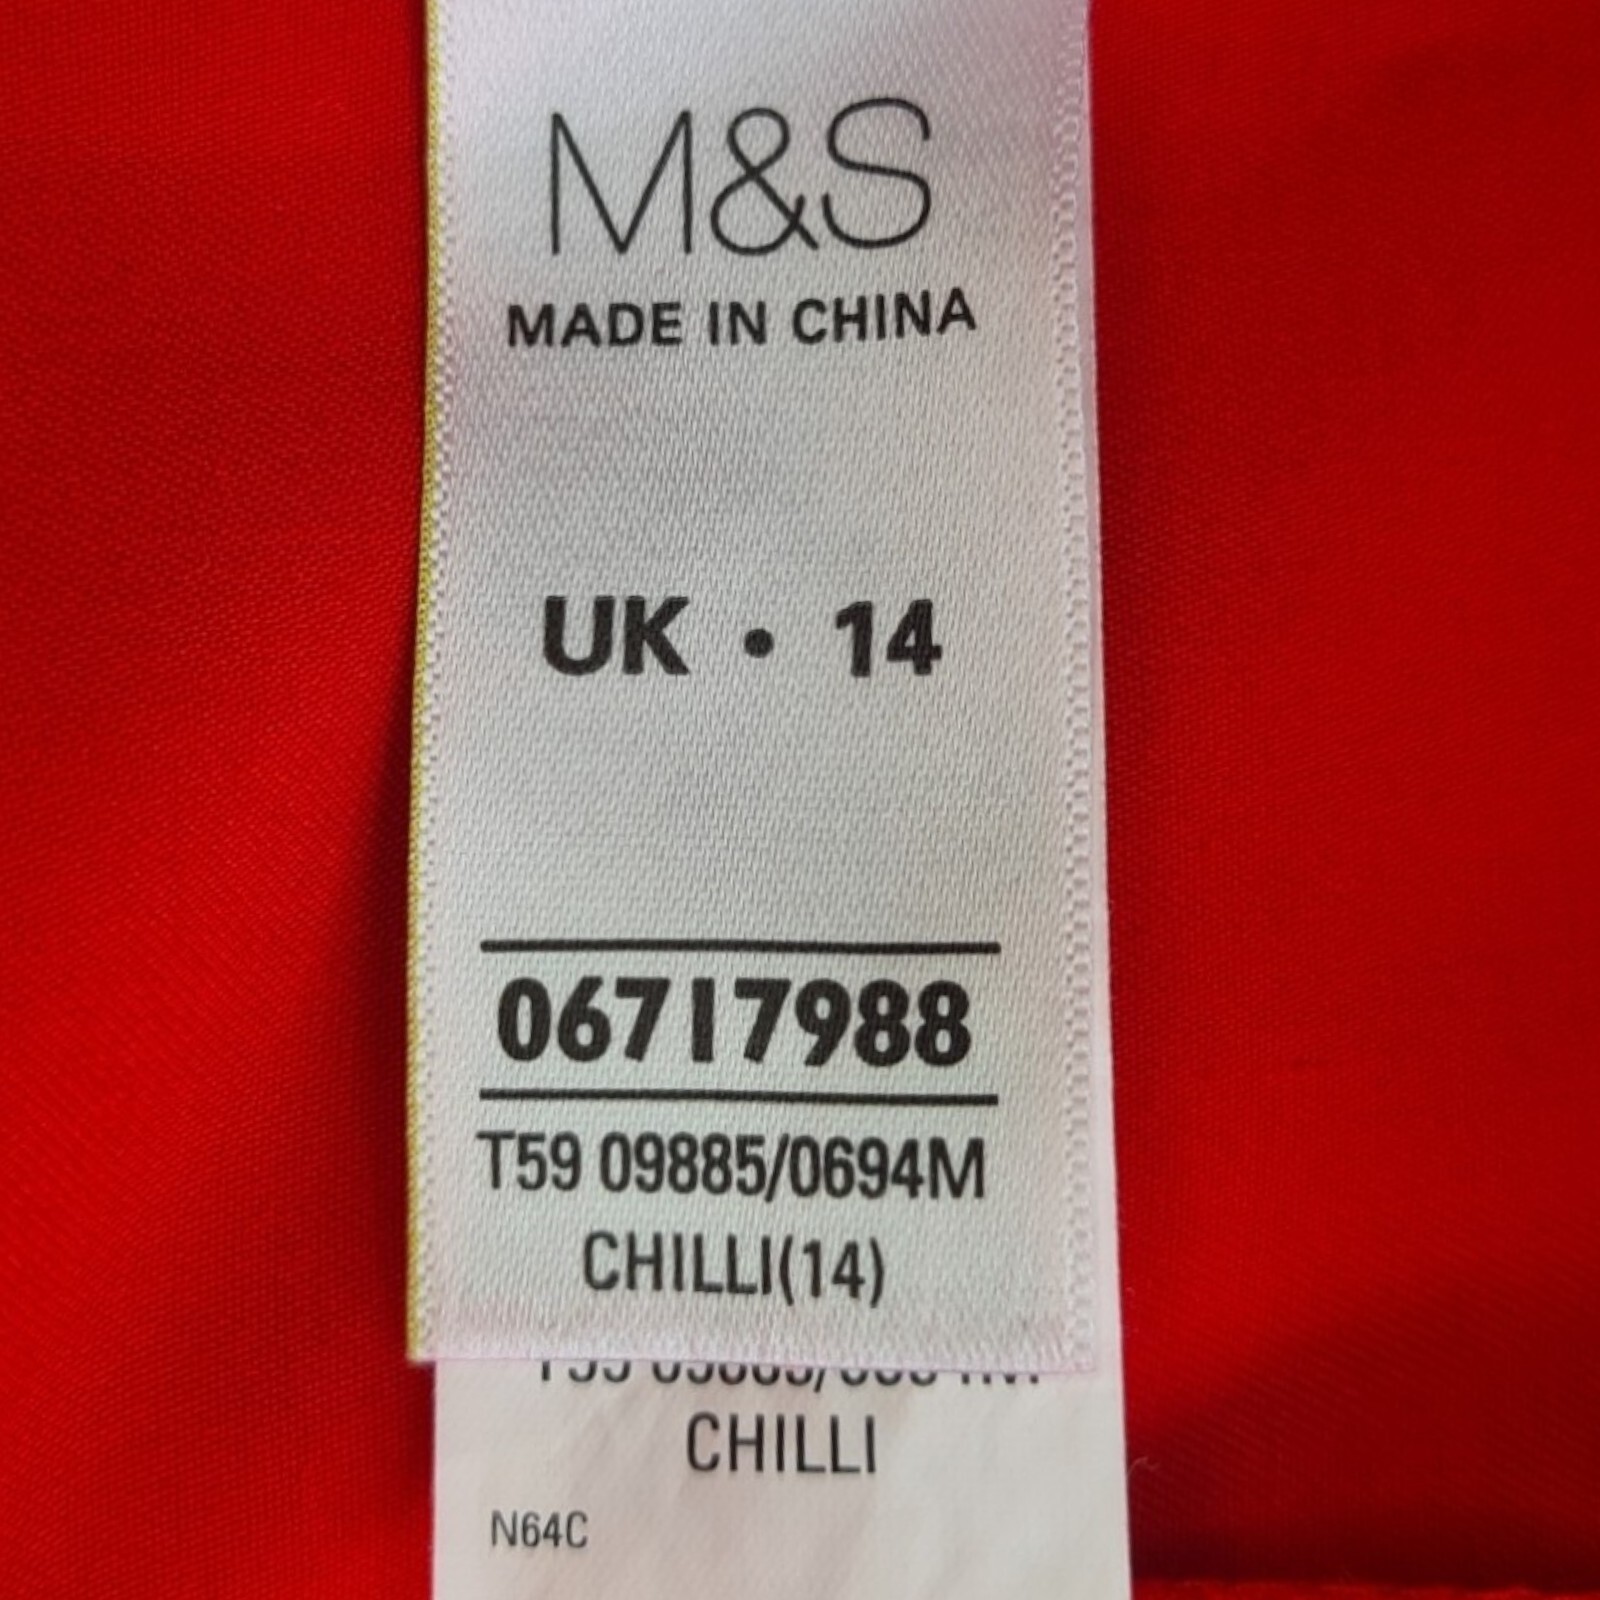 M&S
MADE IN CHINA
UK • 14
06717988
T59 09885/0694M
CHILLI(14)
CHILLI
N64C